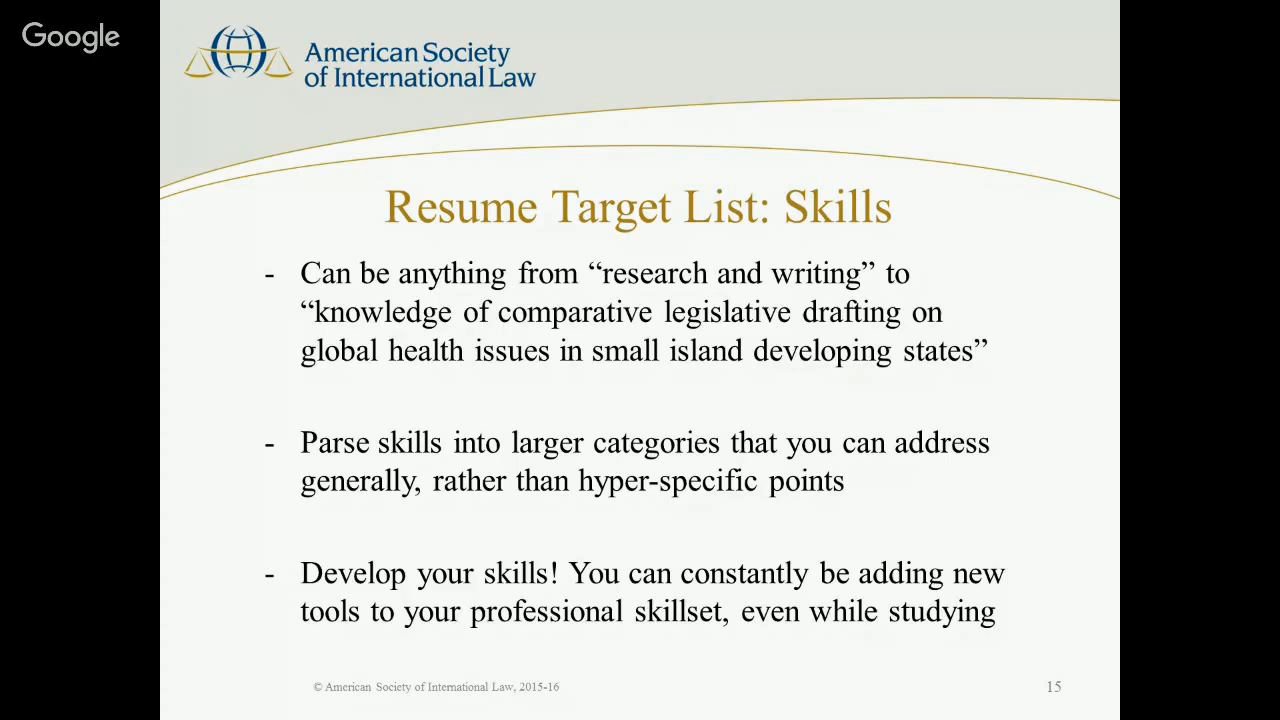 Google
American Society
of International Law
Resume Target List: Skills
- Can be anything from “research and writing” to
“knowledge of comparative legislative drafting on
global health issues in small island developing states”
- Parse skills into larger categories that you can address
generally, rather than hyper-specific points
- Develop your skills! You can constantly be adding new
tools to your professional skillset, even while studying
© American Society of International Law, 2015-16
15